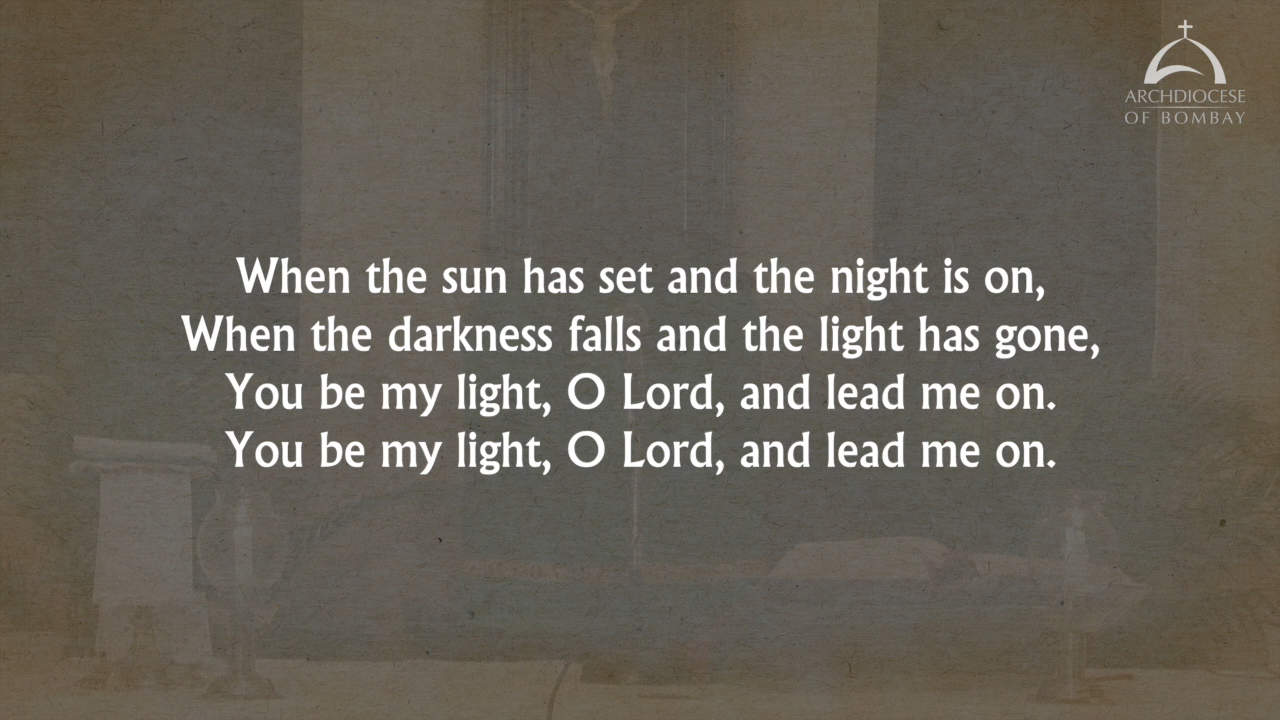 ARCHDIOCESE
OF BOMBAY
When the sun has set and the night is on,
When the darkness falls and the light has gone,
You be my light, O Lord, and lead me on.
You be my light, O Lord, and lead me on.